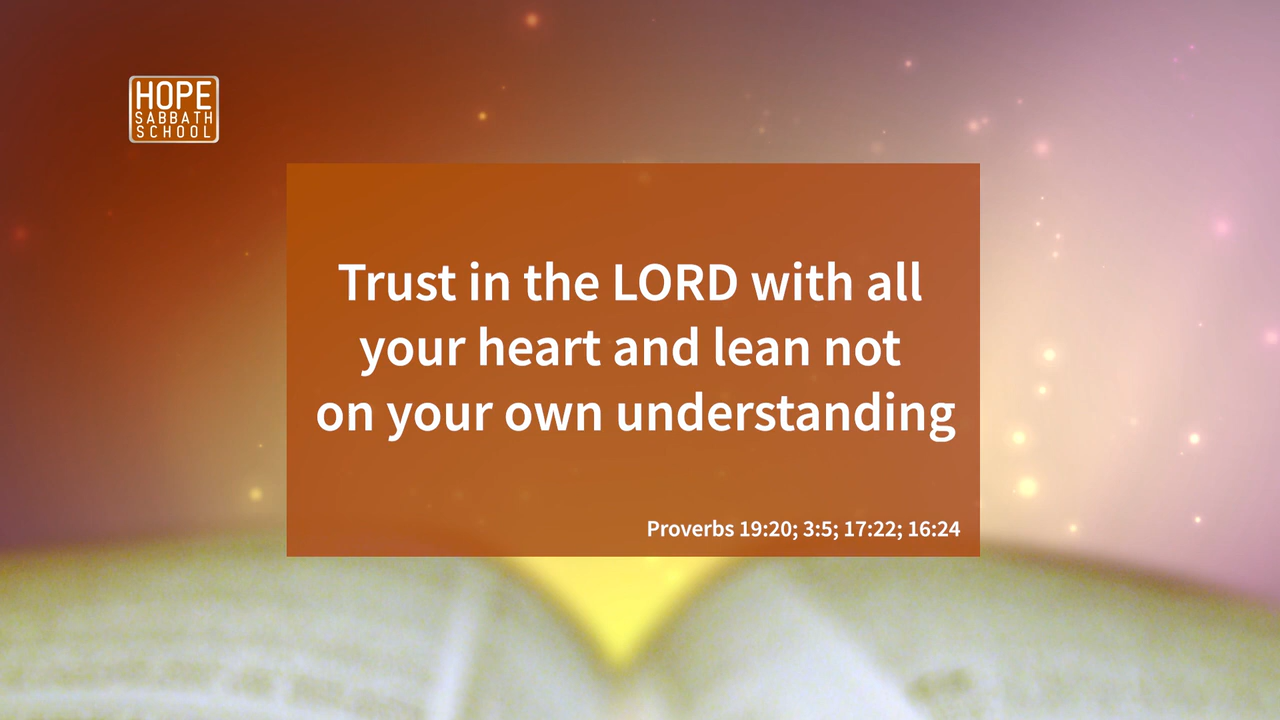 HOPE
SABBATH
SCHOOL
Trust in the LORD with all
your heart and lean not
on your own understanding
Proverbs 19:20; 3:5; 17:22; 16:24